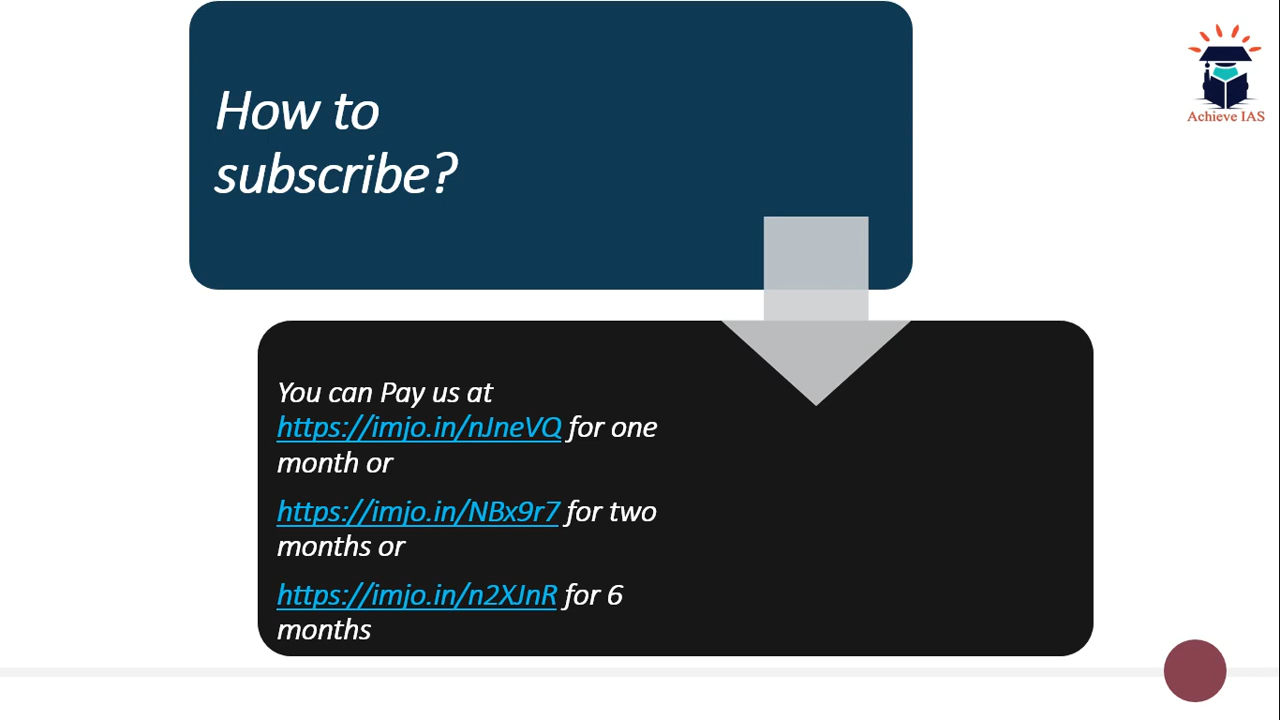 How to
subscribe?
Achieve IAS
You can Pay us at
https://imjo.in/nJneVQ for one
month or
https://imjo.in/NBx9r7 for two
months or
https://imjo.in/n2XJnR for 6
months